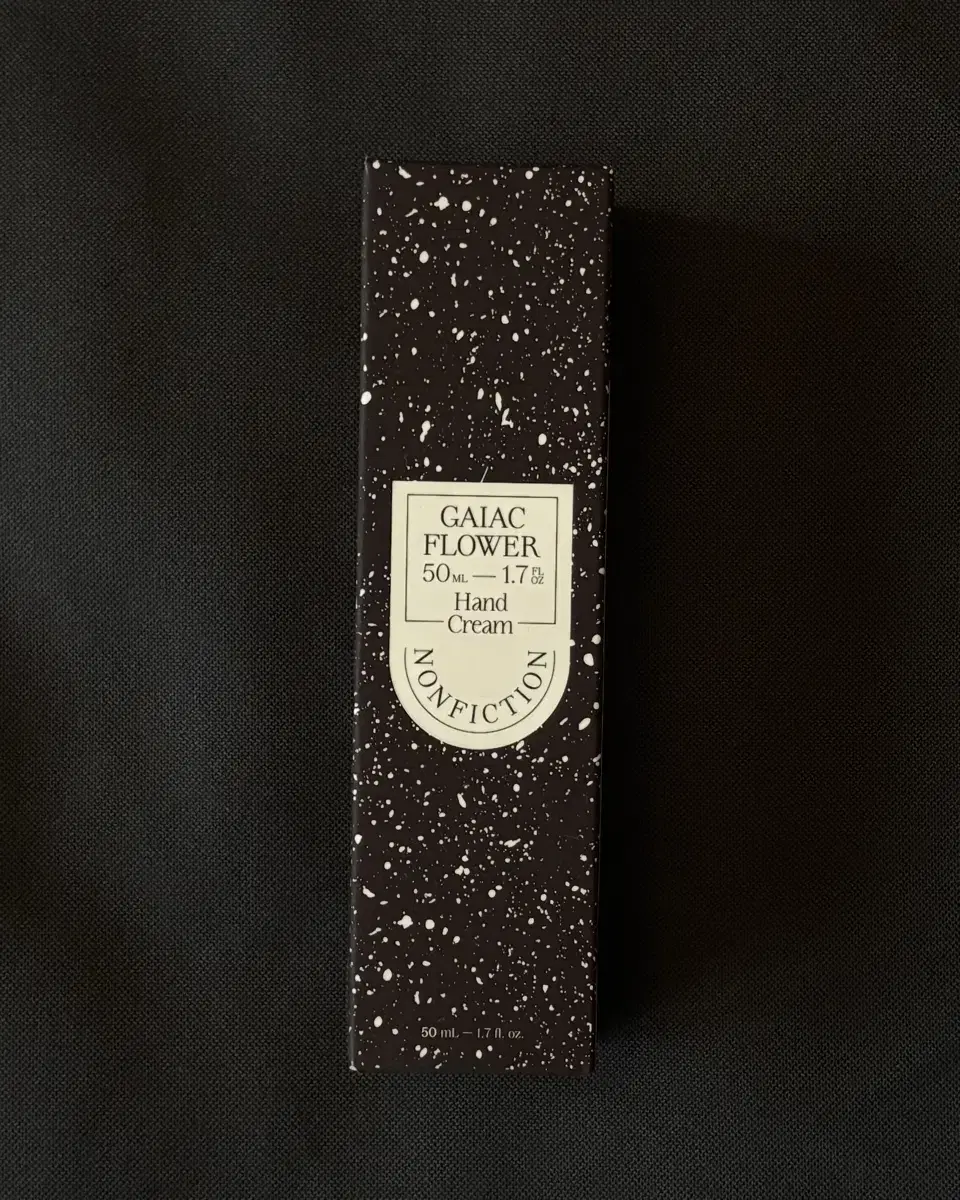 GAIAC
FLOWER
50ML — 1.7 FL OZ
Hand
Cream
NONFICTION
50 mL — 1.7 fl. oz.